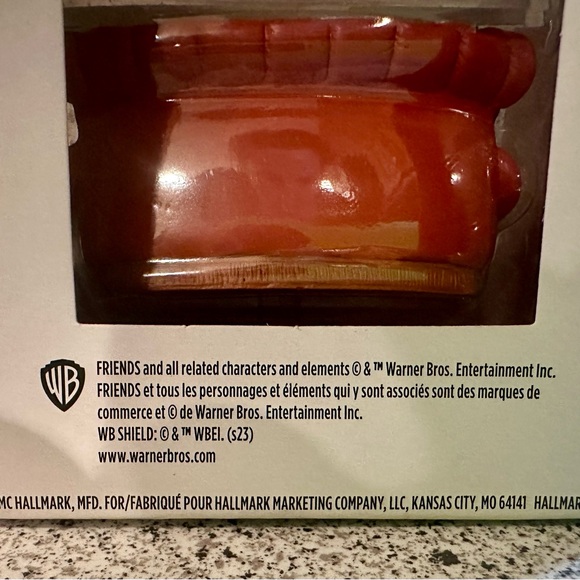 WB
FRIENDS and all related characters and elements © & ™ Warner Bros. Entertainment Inc.
FRIENDS et tous les personnages et éléments qui y sont associés sont des marques de
commerce et © de Warner Bros. Entertainment Inc.
WB SHIELD: © & ™ WBEI. (s23)
www.warnerbros.com
MC HALLMARK, MFD. FOR/FABRIQUÉ POUR HALLMARK MARKETING COMPANY, LLC, KANSAS CITY, MO 64141 HALLMAR